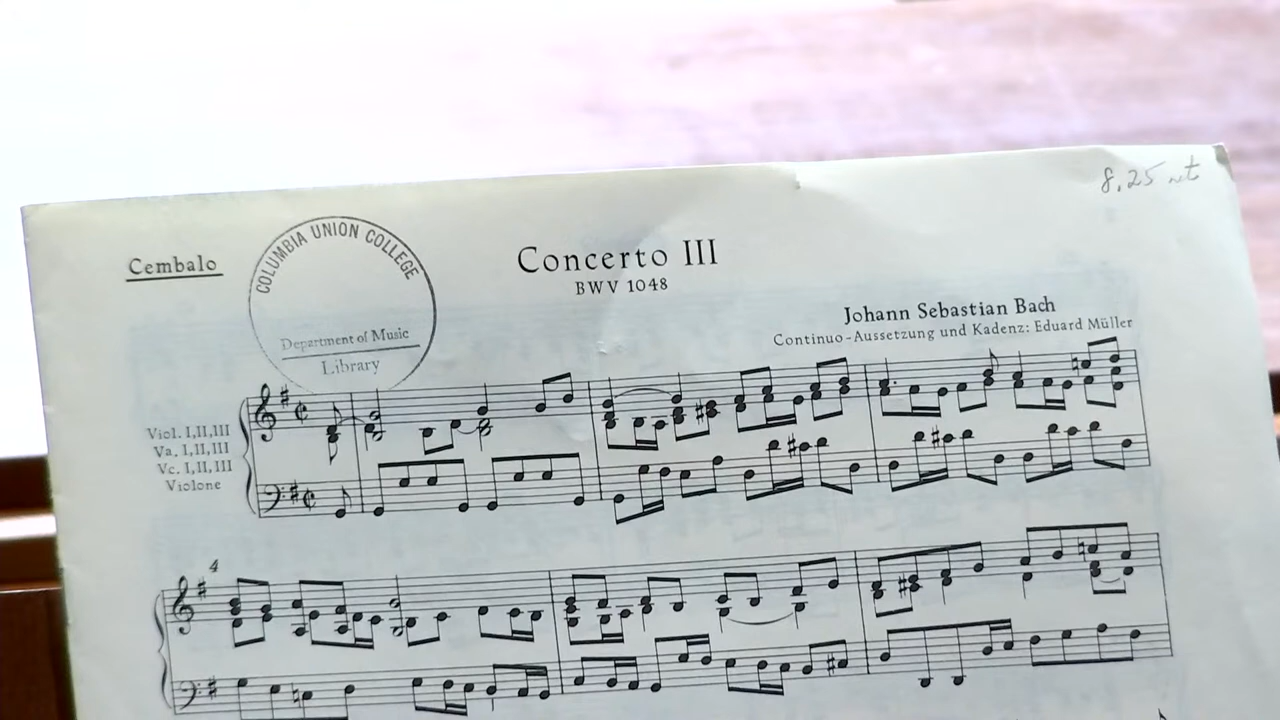 8.25 nt
COLUMBIA UNION COLLEGE
Department of Music
Library
Cembalo
Concerto III
BWV 1048
Johann Sebastian Bach
Continuo-Aussetzung und Kadenz: Eduard Müller
Viol. I,II,III
Va. I,II,III
Vc. I,II,III
Violone
4